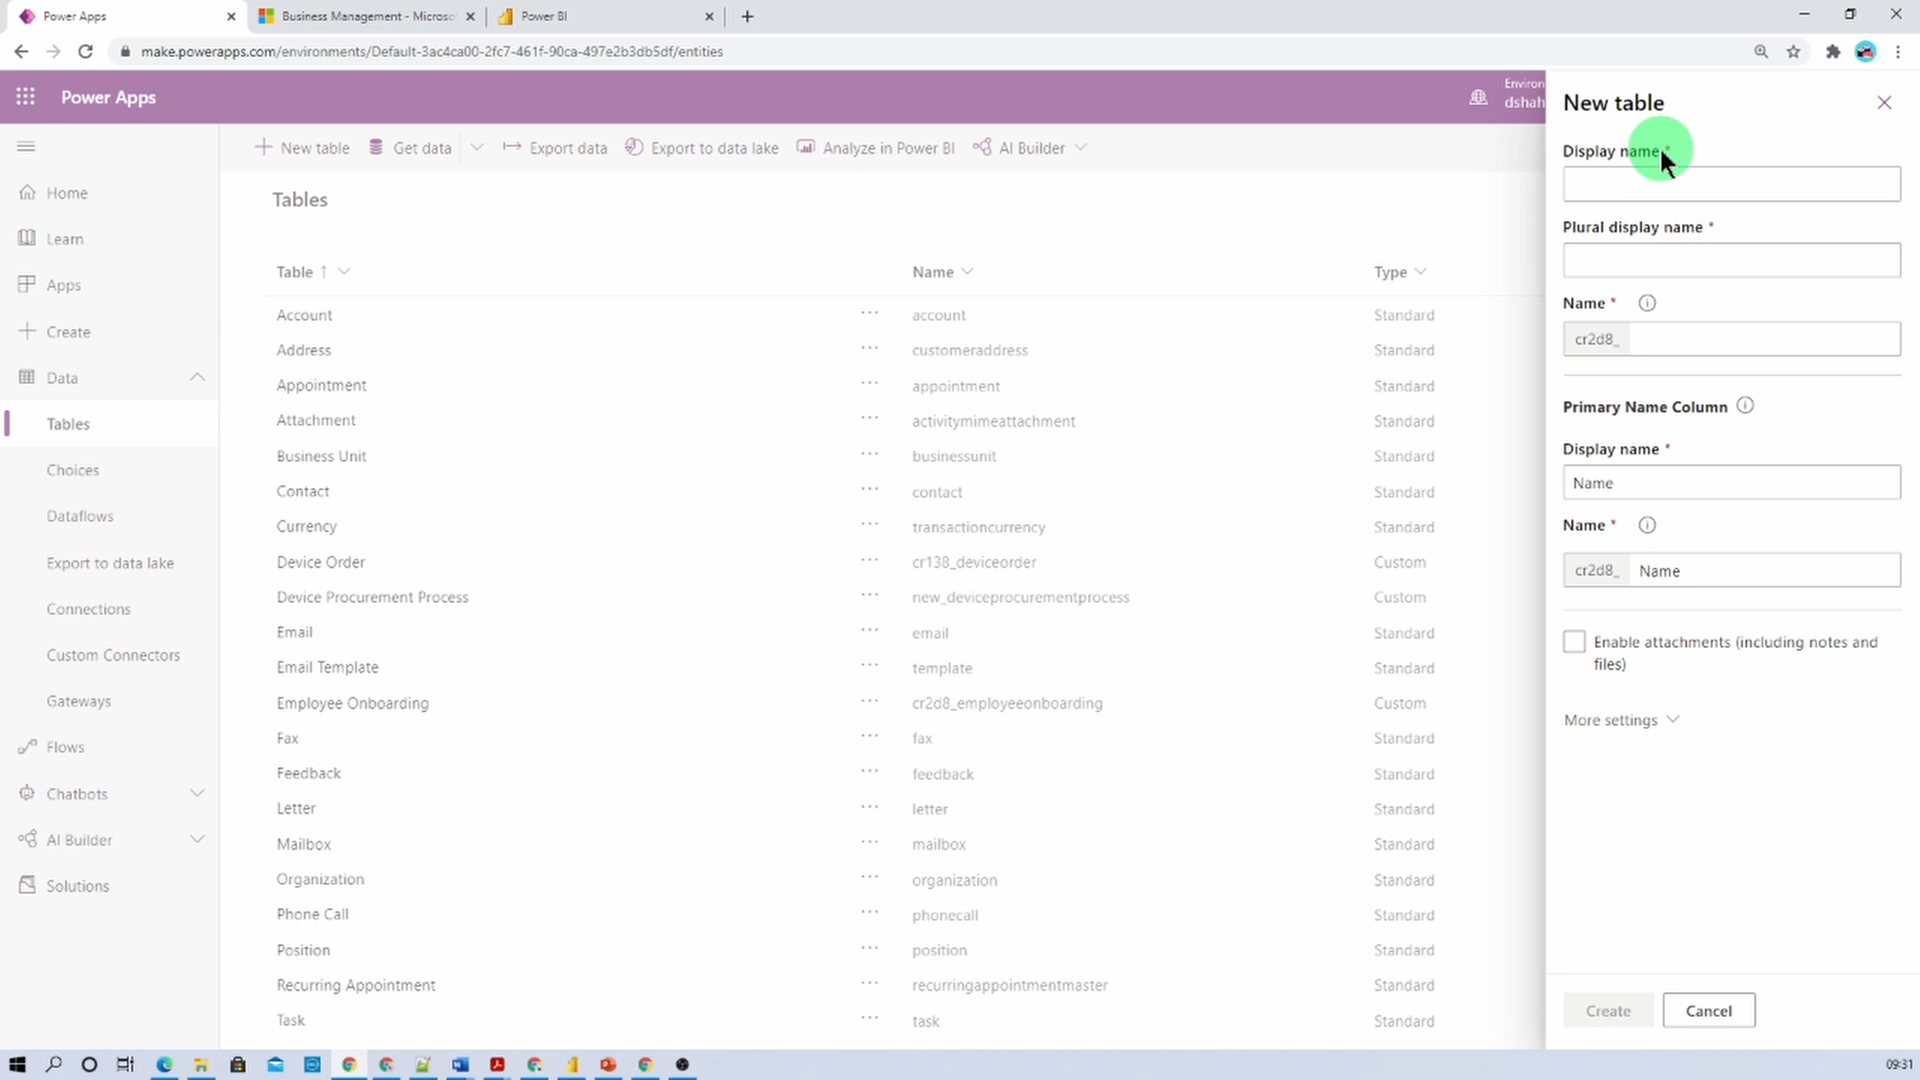 Power Apps
Business Management - Microso
Power BI
make.powerapps.com/environments/Default-3ac4ca00-2fc7-461f-90ca-497e2b3db5df/entities
Power Apps
Environ
dshah
New table
Get data
Export data
Export to data lake
Analyze in Power BI
AI Builder
Home
Learn
Apps
Create
Data
Tables
Choices
Dataflows
Export to data lake
Connections
Custom Connectors
Gateways
Flows
Chatbots
AI Builder
Solutions
Tables
Table ↑ Name Type
Account ··· account Standard
Address ··· customeraddress Standard
Appointment ··· appointment Standard
Attachment ··· activitymimeattachment Standard
Business Unit ··· businessunit Standard
Contact ··· contact Standard
Currency ··· transactioncurrency Standard
Device Order ··· cr138_deviceorder Custom
Device Procurement Process ··· new_deviceprocurementprocess Custom
Email ··· email Standard
Email Template ··· template Standard
Employee Onboarding ··· cr2d8_employeeonboarding Custom
Fax ··· fax Standard
Feedback ··· feedback Standard
Letter ··· letter Standard
Mailbox ··· mailbox Standard
Organization ··· organization Standard
Phone Call ··· phonecall Standard
Position ··· position Standard
Recurring Appointment ··· recurringappointmentmaster Standard
Task ··· task Standard
New table
Display name *
Plural display name *
Name *
cr2d8_
Primary Name Column
Display name *
Name
Name *
cr2d8_ Name
Enable attachments (including notes and
files)
More settings
Create Cancel
09:31